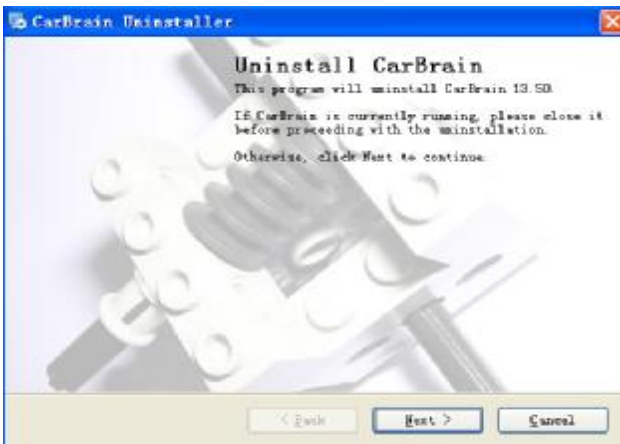 CarBrain Uninstaller
Uninstall CarBrain
This program will uninstall CarBrain 13.50.
If CarBrain is currently running, please close it
before proceeding with the uninstallation.
Otherwise, click Next to continue.
< Back
Next >
Cancel